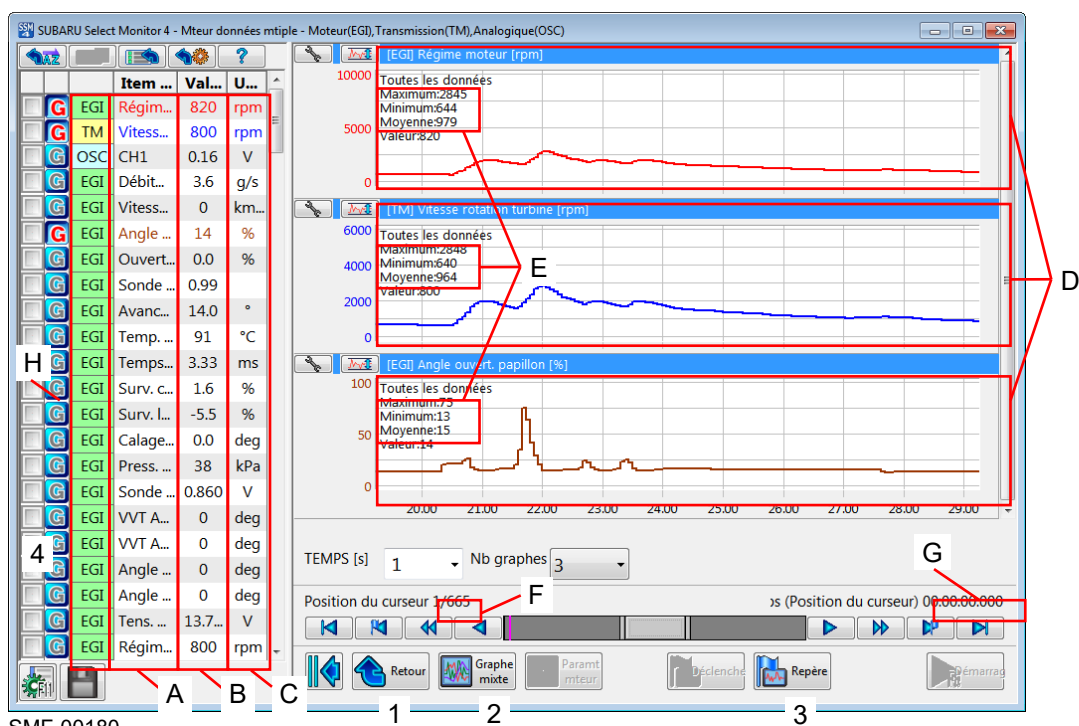 SUBARU Select Monitor 4 - Mteur données mtiple - Moteur(EGI),Transmission(TM),Analogique(OSC)
Item ... Val... U...
G EGI Régim... 820 rpm
G TM Vitess... 800 rpm
G OSC CH1 0.16 V
G EGI Débit... 3.6 g/s
G EGI Vitess... 0 km...
G EGI Angle ... 14 %
G EGI Ouvert... 0.0 %
G EGI Sonde ... 0.99
G EGI Avanc... 14.0 °
G EGI Temp. ... 91 °C
G EGI Temps... 3.33 ms
G EGI Surv. c... 1.6 %
G EGI Surv. l... -5.5 %
G EGI Calage... 0.0 deg
G EGI Press. ... 38 kPa
G EGI Sonde ... 0.860 V
G EGI VVT A... 0 deg
G EGI VVT A... 0 deg
G EGI Angle ... 0 deg
G EGI Angle ... 0 deg
G EGI Tens. ... 13.7... V
G EGI Régim... 800 rpm
H
4
A B C
[EGI] Régime moteur [rpm]
10000
5000
0
Toutes les données
Maximum:2845
Minimum:644
Moyenne:979
Valeur:820
[TM] Vitesse rotation turbine [rpm]
6000
4000
2000
0
Toutes les données
Maximum:2848
Minimum:640
Moyenne:964
Valeur:800
E
D
[EGI] Angle ouvert. papillon [%]
100
50
0
Toutes les données
Maximum:75
Minimum:13
Moyenne:15
Valeur:14
20.00 21.00 22.00 23.00 24.00 25.00 26.00 27.00 28.00 29.00
TEMPS [s] 1 Nb graphes 3
F
G
Position du curseur 1/665
(Position du curseur) 00:00:00.000
Retour
Graphe mixte
Paramt mteur
Déclenche
Repère
Démarrag
1 2 3
SMF-00180